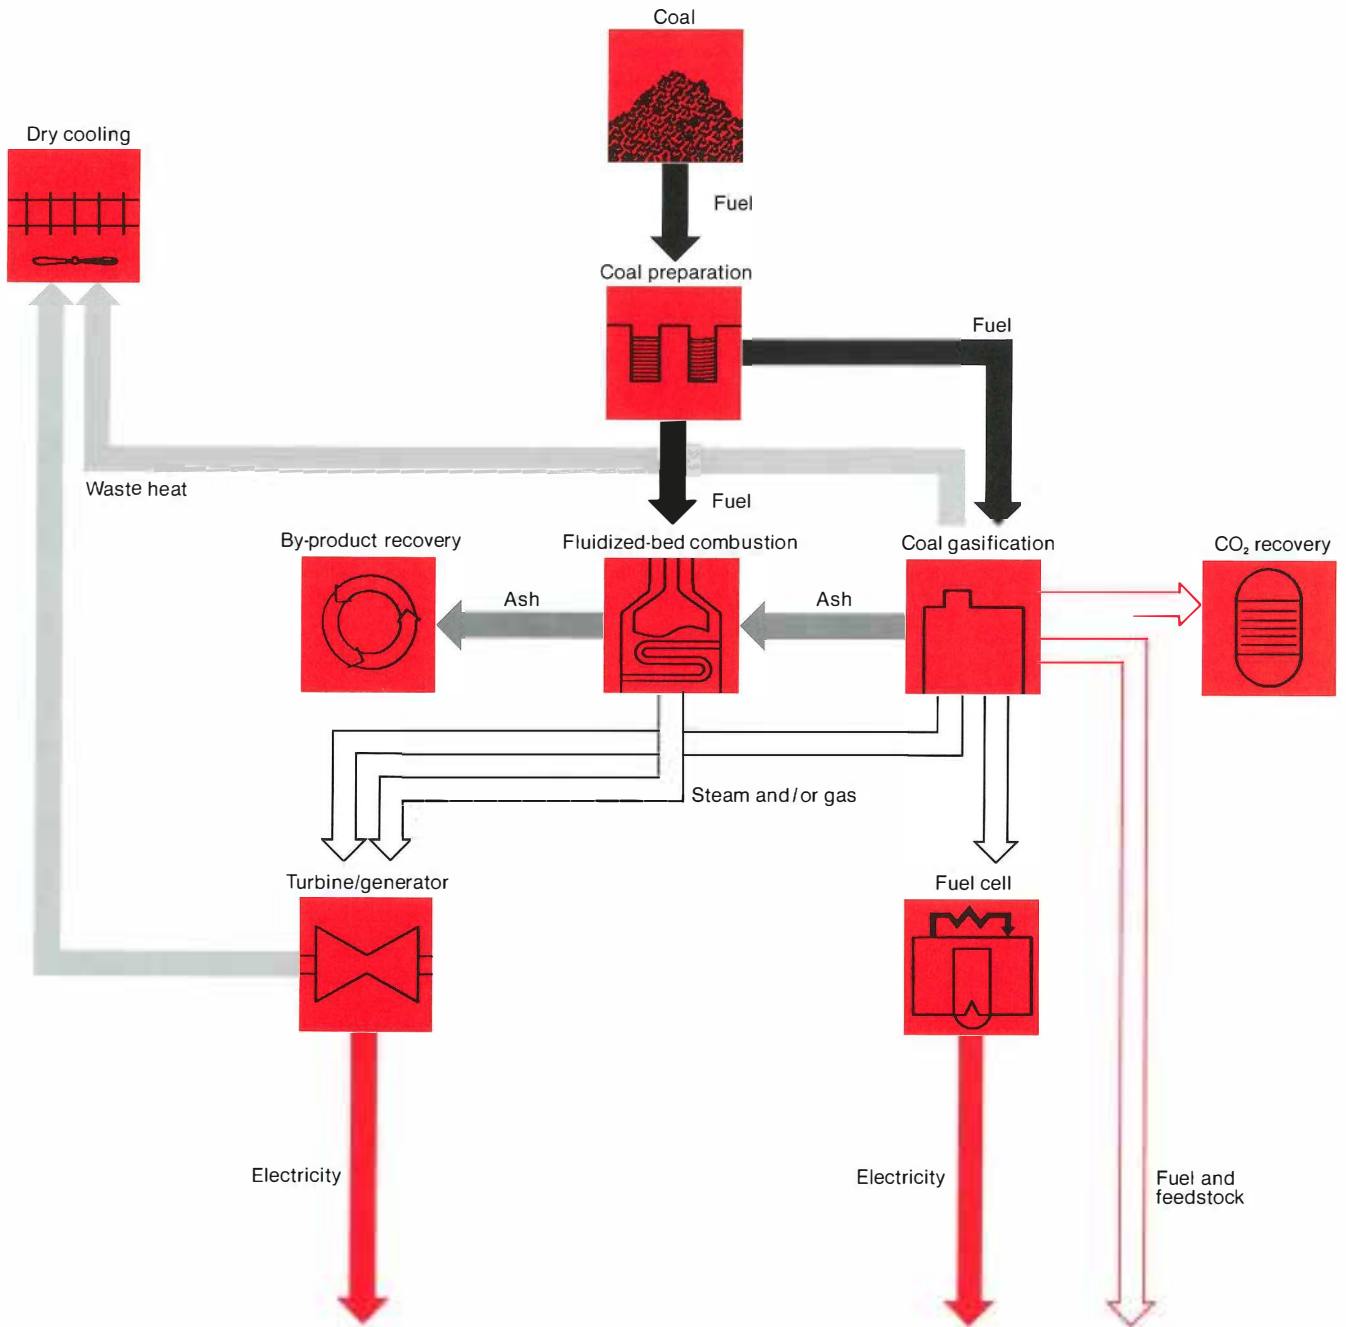 Coal
Dry cooling
Fuel
Coal preparation
Fuel
Waste heat
Fuel
By-product recovery
Fluidized-bed combustion
Coal gasification
CO₂ recovery
Ash
Ash
Steam and/or gas
Turbine/generator
Fuel cell
Electricity
Electricity
Fuel and
feedstock